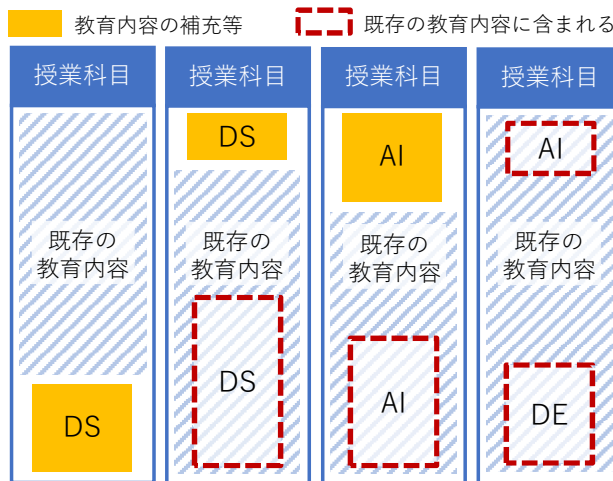 教育内容の補充等
既存の教育内容に含まれる
授業科目
既存の
教育内容
DS
授業科目
DS
既存の
教育内容
DS
授業科目
AI
既存の
教育内容
AI
授業科目
AI
既存の
教育内容
DE